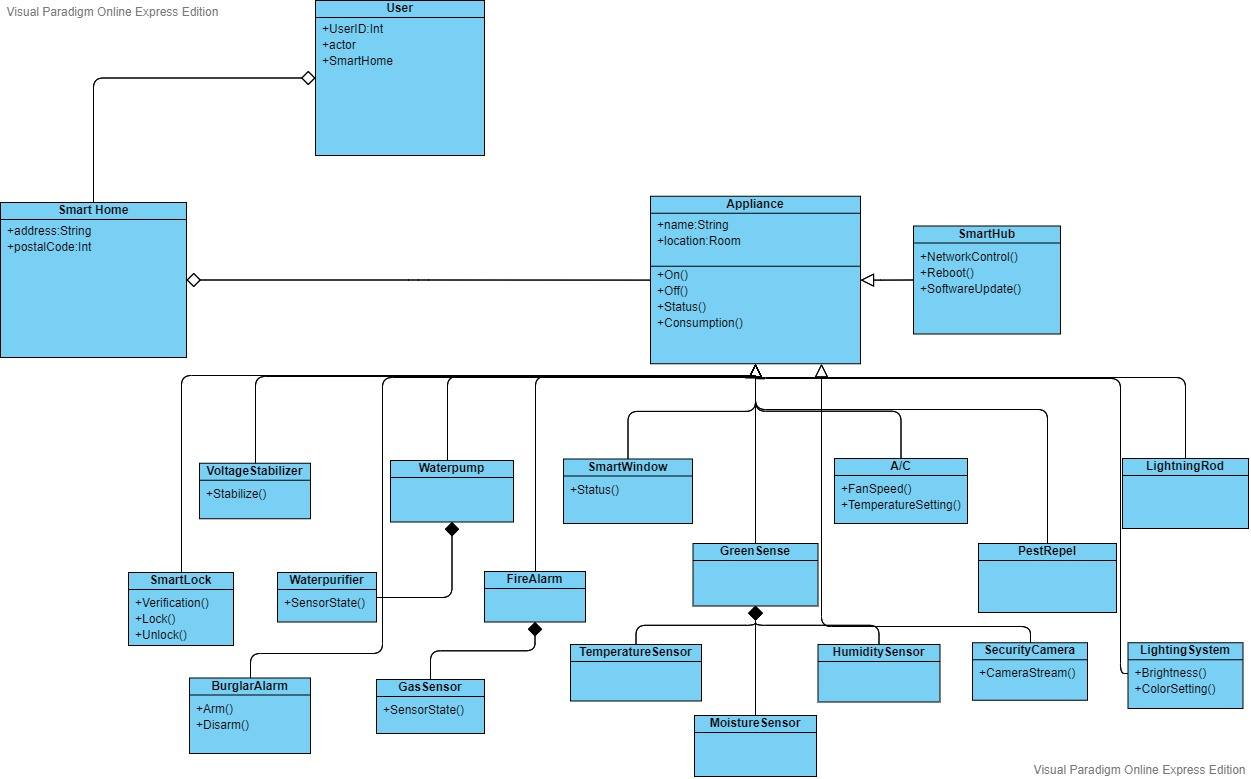 Visual Paradigm Online Express Edition
User
+UserID:Int
+actor
+SmartHome
Smart Home
+address:String
+postalCode:Int
Appliance
+name:String
+location:Room
+On()
+Off()
+Status()
+Consumption()
SmartHub
+NetworkControl()
+Reboot()
+SoftwareUpdate()
VoltageStabilizer
+Stabilize()
Waterpump
SmartWindow
+Status()
A/C
+FanSpeed()
+TemperatureSetting()
LightningRod
SmartLock
+Verification()
+Lock()
+Unlock()
Waterpurifier
+SensorState()
FireAlarm
GreenSense
PestRepel
BurglarAlarm
+Arm()
+Disarm()
GasSensor
+SensorState()
TemperatureSensor
HumiditySensor
SecurityCamera
+CameraStream()
LightingSystem
+Brightness()
+ColorSetting()
MoistureSensor
Visual Paradigm Online Express Edition